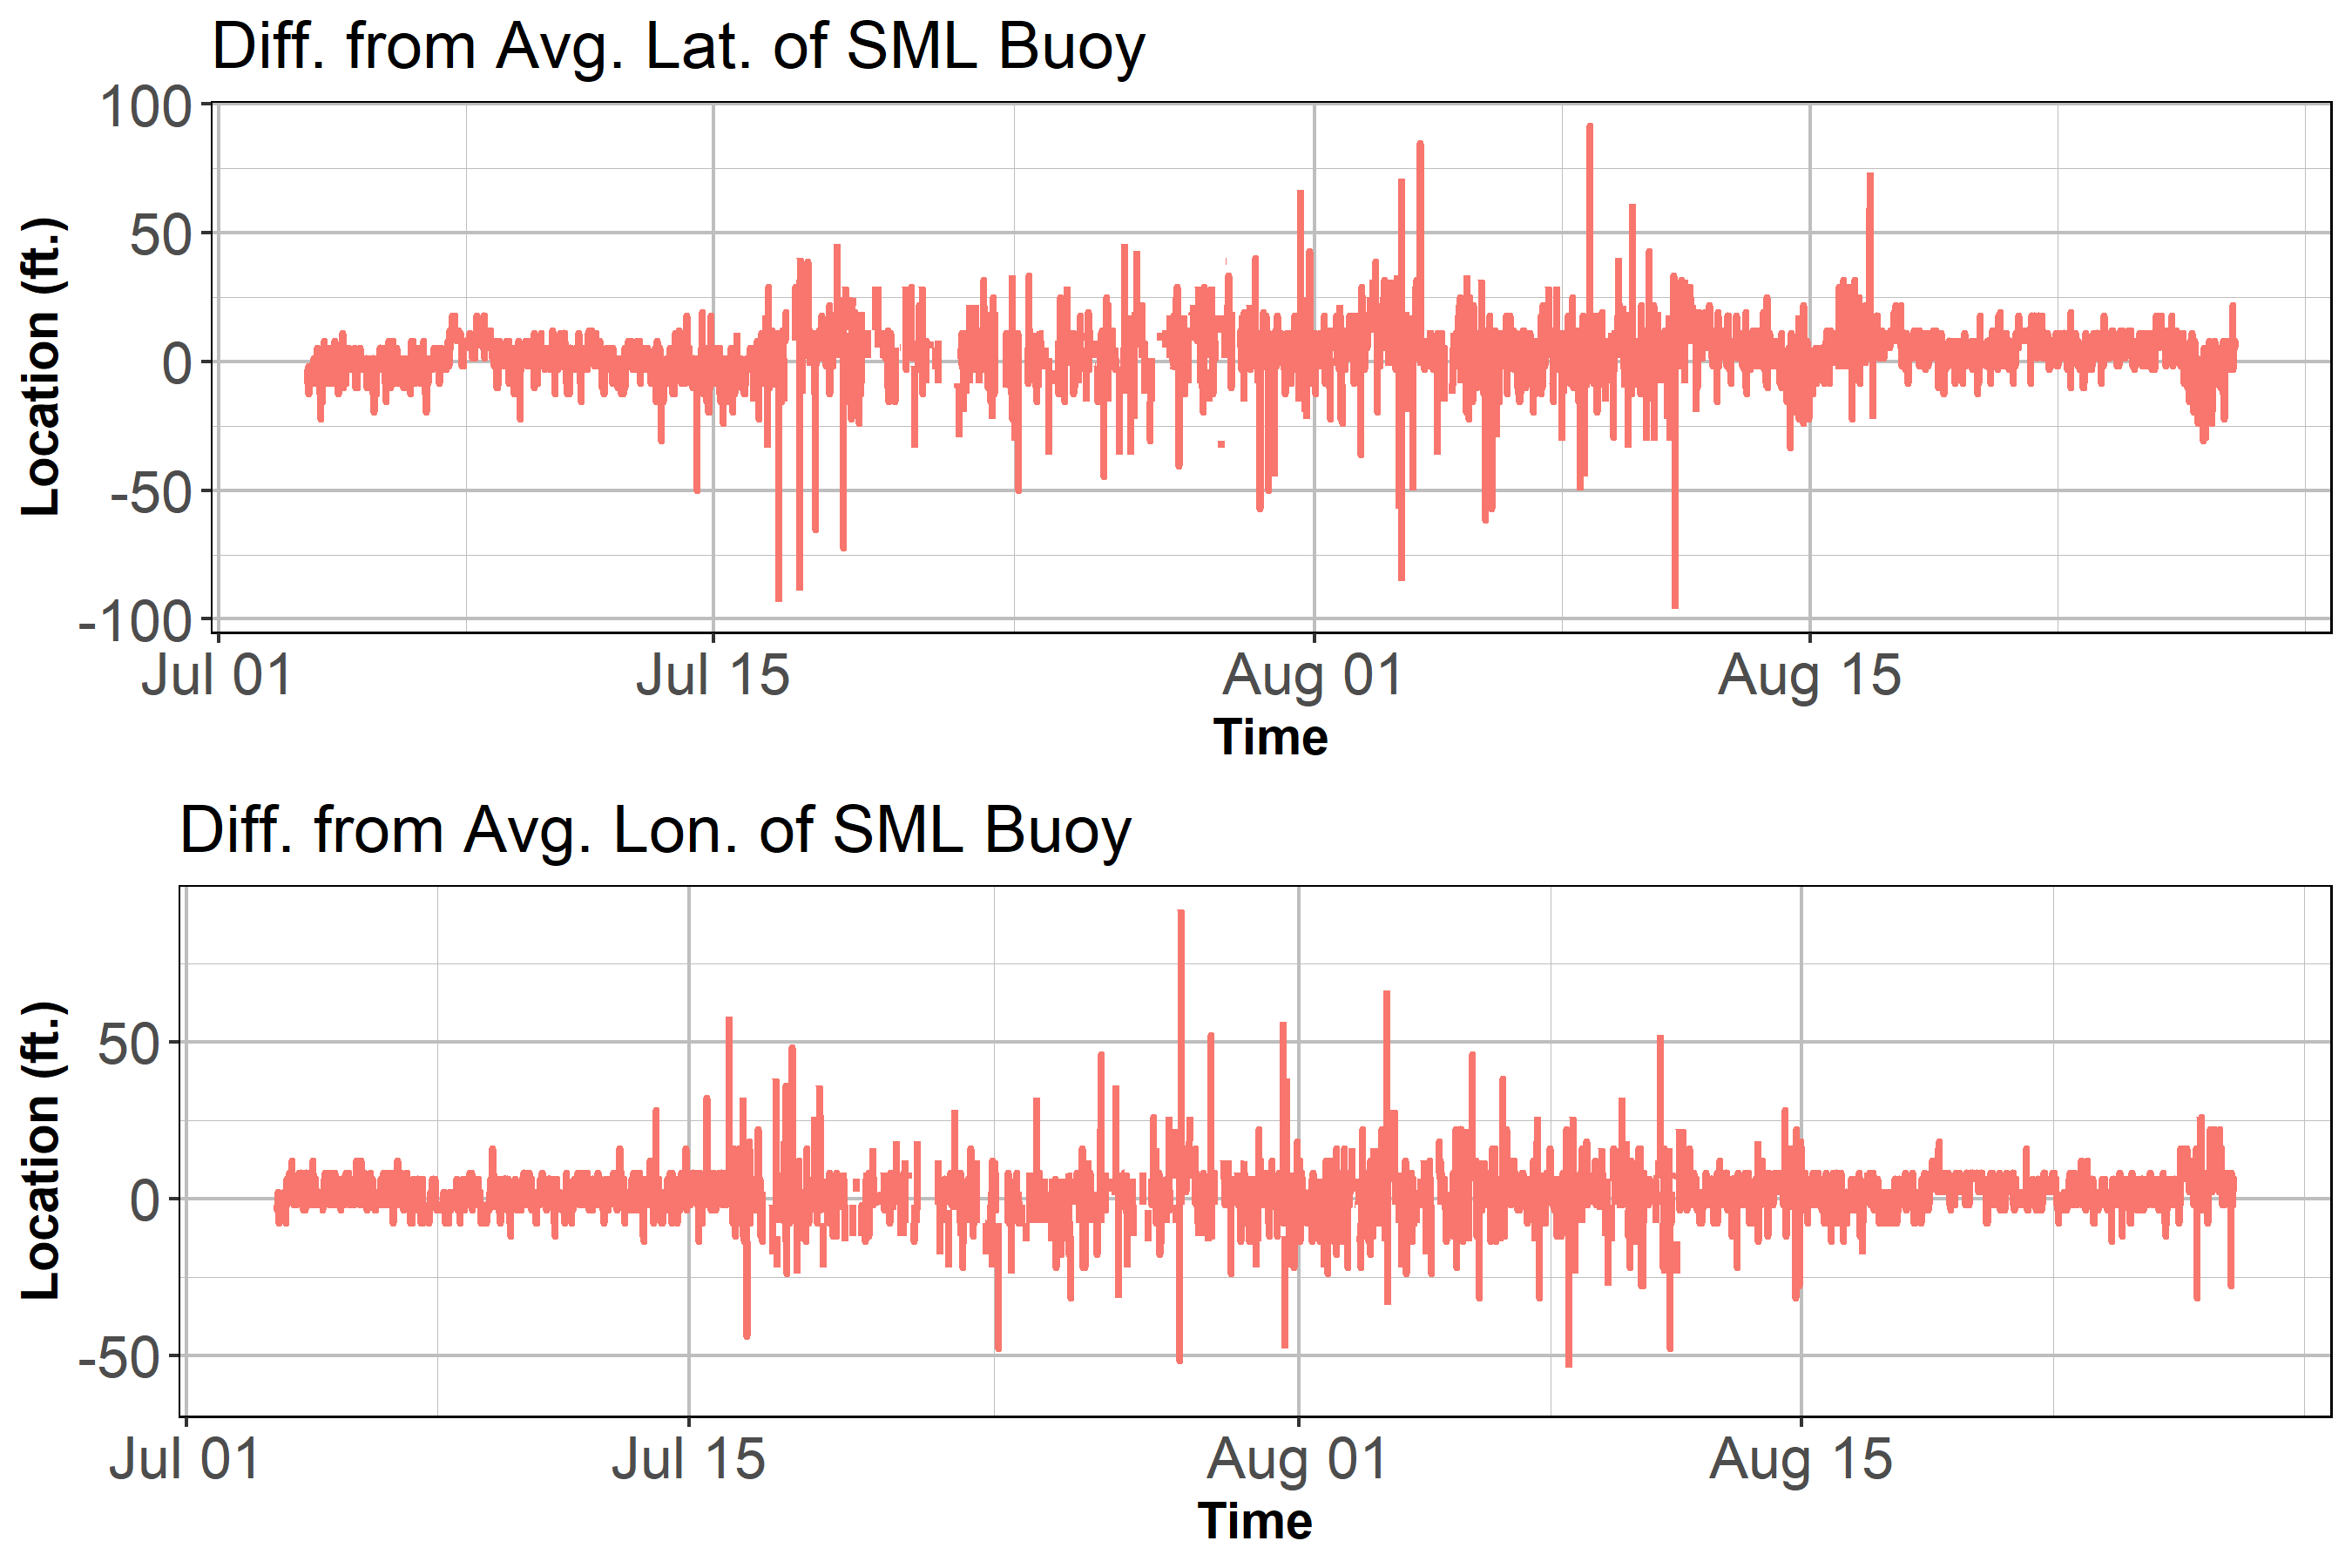 Diff. from Avg. Lat. of SML Buoy
100
50
0
-50
-100
Location (ft.)
Jul 01 Jul 15 Aug 01 Aug 15
Time
Diff. from Avg. Lon. of SML Buoy
50
0
-50
Location (ft.)
Jul 01 Jul 15 Aug 01 Aug 15
Time